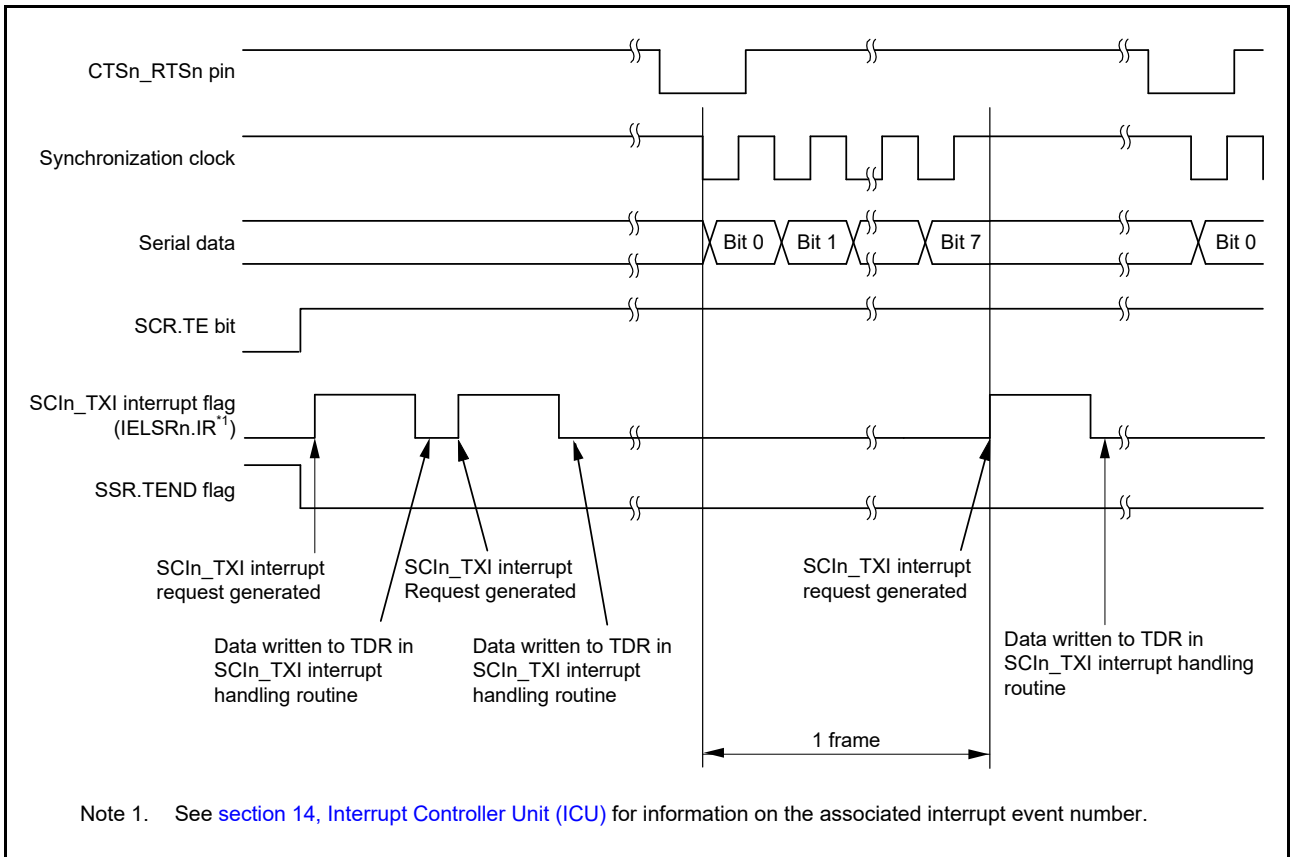 CTSn_RTSn pin
Synchronization clock
Serial data
Bit 0
Bit 1
Bit 7
Bit 0
SCR.TE bit
SCIn_TXI interrupt flag
(IELSRn.IR*1)
SSR.TEND flag
SCIn_TXI interrupt
request generated
SCIn_TXI interrupt
Request generated
SCIn_TXI interrupt
request generated
Data written to TDR in
SCIn_TXI interrupt
handling routine
Data written to TDR in
SCIn_TXI interrupt
handling routine
Data written to TDR in
SCIn_TXI interrupt handling
routine
1 frame
Note 1. See section 14, Interrupt Controller Unit (ICU) for information on the associated interrupt event number.